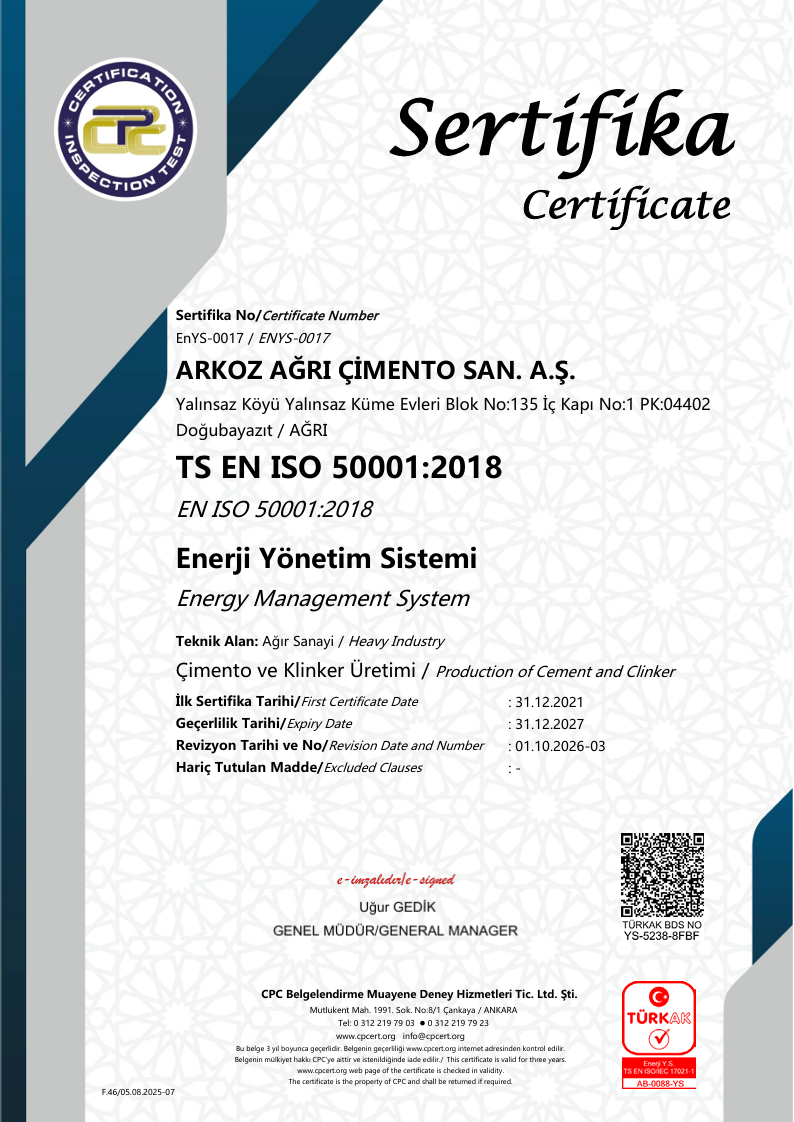 CERTIFICATION
CPC
INSPECTION TEST
Sertifika
Certificate
Sertifika No/Certificate Number
EnYS-0017 / ENYS-0017
ARKOZ AĞRI ÇİMENTO SAN. A.Ş.
Yalınsaz Köyü Yalınsaz Küme Evleri Blok No:135 İç Kapı No:1 PK:04402
Doğubayazıt / AĞRI
TS EN ISO 50001:2018
EN ISO 50001:2018
Enerji Yönetim Sistemi
Energy Management System
Teknik Alan: Ağır Sanayi / Heavy Industry
Çimento ve Klinker Üretimi / Production of Cement and Clinker
İlk Sertifika Tarihi/First Certificate Date : 31.12.2021
Geçerlilik Tarihi/Expiry Date : 31.12.2027
Revizyon Tarihi ve No/Revision Date and Number : 01.10.2026-03
Hariç Tutulan Madde/Excluded Clauses : -
e-imzalıdır/e-signed
Uğur GEDİK
GENEL MÜDÜR/GENERAL MANAGER
TÜRKAK BDS NO
YS-5238-8FBF
CPC Belgelendirme Muayene Deney Hizmetleri Tic. Ltd. Şti.
Mutlukent Mah. 1991. Sok. No:8/1 Çankaya / ANKARA
Tel: 0 312 219 79 03 ● 0 312 219 79 23
www.cpcert.org info@cpcert.org
Bu belge 3 yıl boyunca geçerlidir. Belgenin geçerliliği www.cpcert.org internet adresinden kontrol edilir.
Belgenin mülkiyet hakkı CPC'ye aittir ve istenildiğinde iade edilir./ This certificate is valid for three years.
www.cpcert.org web page of the certificate is checked in validity.
The certificate is the property of CPC and shall be returned if required.
TÜRKAK
Enerji Y.S.
TS EN ISO/IEC 17021-1
AB-0088-YS
F.46/05.08.2025-07